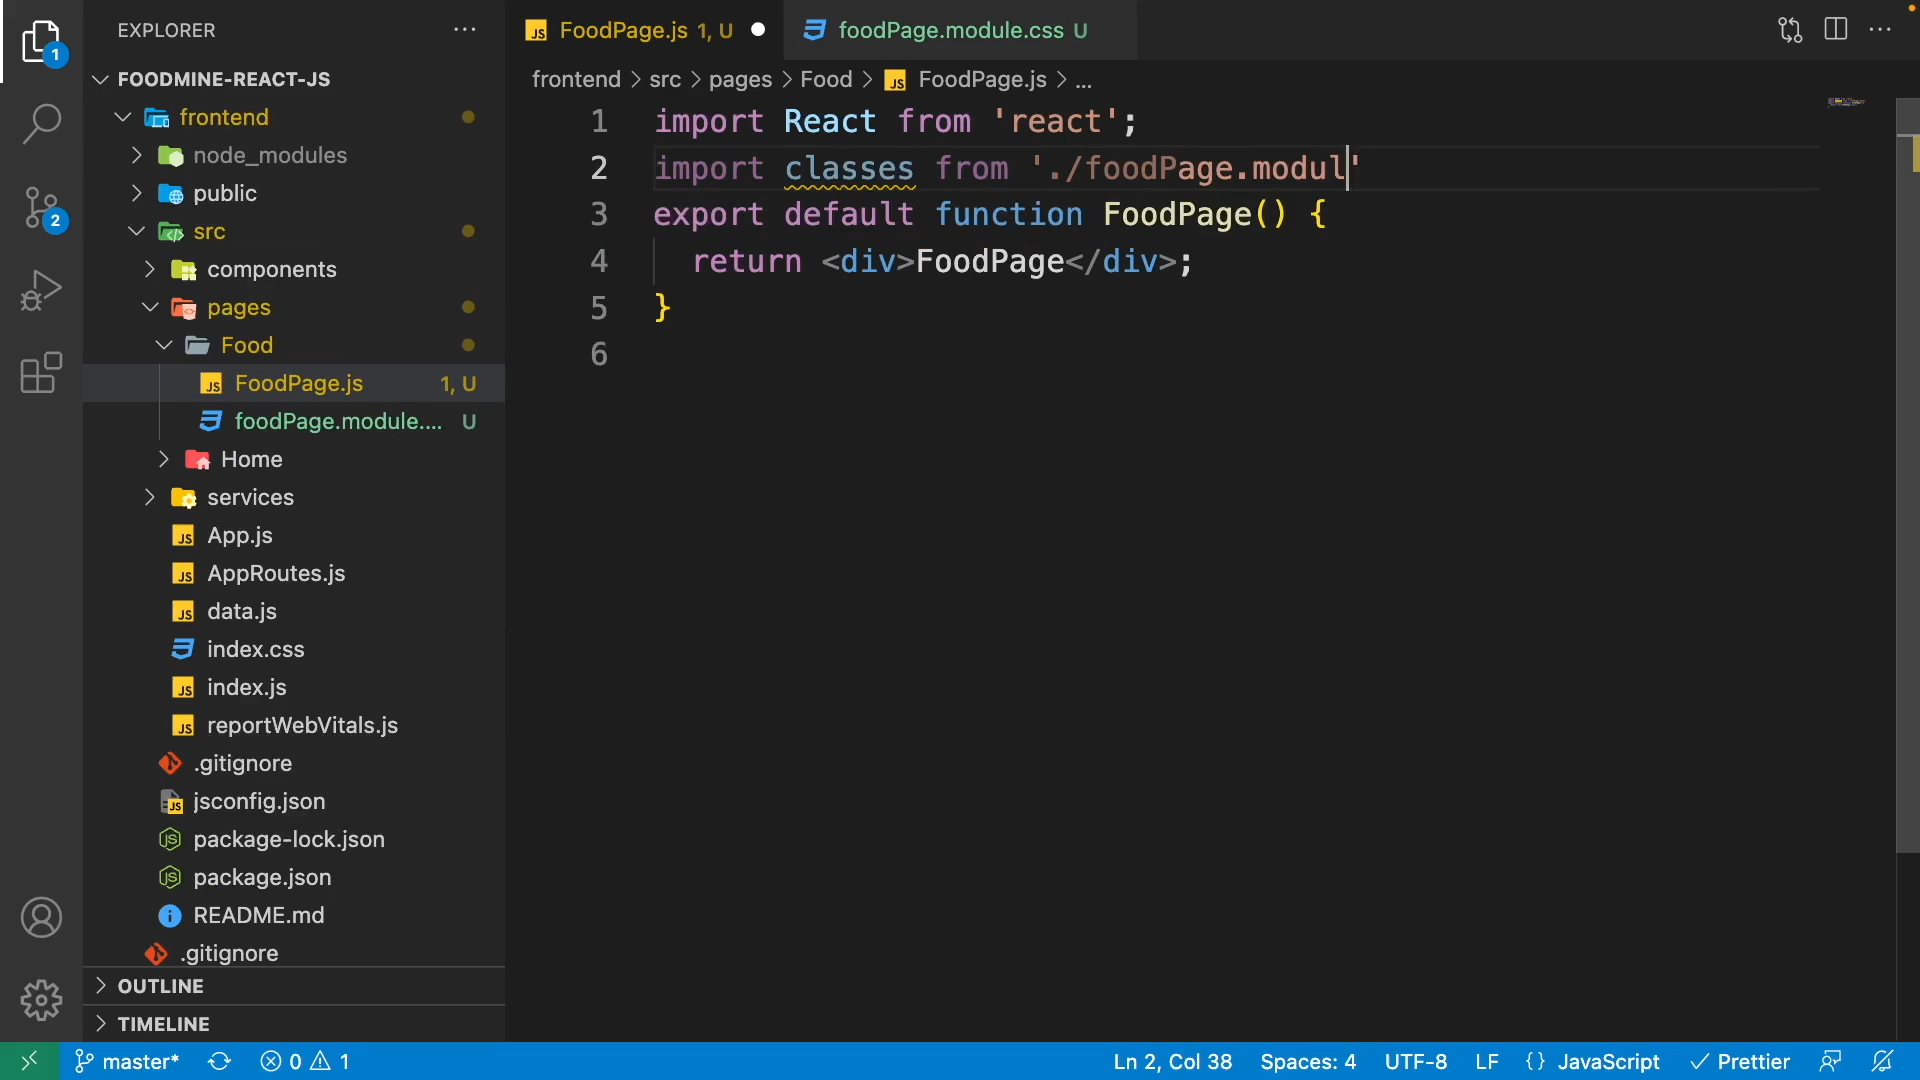 EXPLORER
FOODMINE-REACT-JS
frontend
node_modules
public
src
components
pages
Food
FoodPage.js 1, U
foodPage.module.... U
Home
services
App.js
AppRoutes.js
data.js
index.css
index.js
reportWebVitals.js
.gitignore
jsconfig.json
package-lock.json
package.json
README.md
.gitignore
OUTLINE
TIMELINE
1
2
FoodPage.js 1, U
foodPage.module.css U
frontend > src > pages > Food > JS FoodPage.js > ...
1 import React from 'react';
2 import classes from './foodPage.modul'
3 export default function FoodPage() {
4 return <div>FoodPage</div>;
5 }
6
master* 0 1 Ln 2, Col 38 Spaces: 4 UTF-8 LF {} JavaScript Prettier